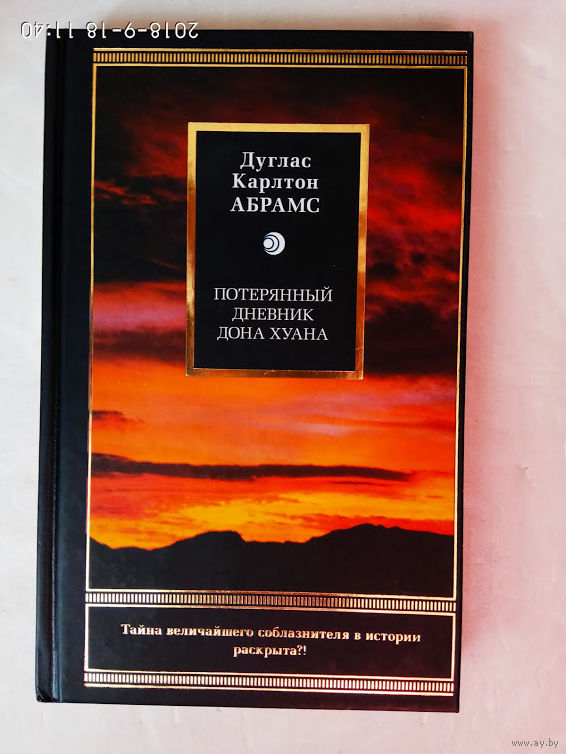 2018-9-18 11:40
Дуглас
Карлтон
АБРАМС
ПОТЕРЯННЫЙ
ДНЕВНИК
ДОНА ХУАНА
Тайна величайшего соблазнителя в истории
раскрыта?!
www.ay.by